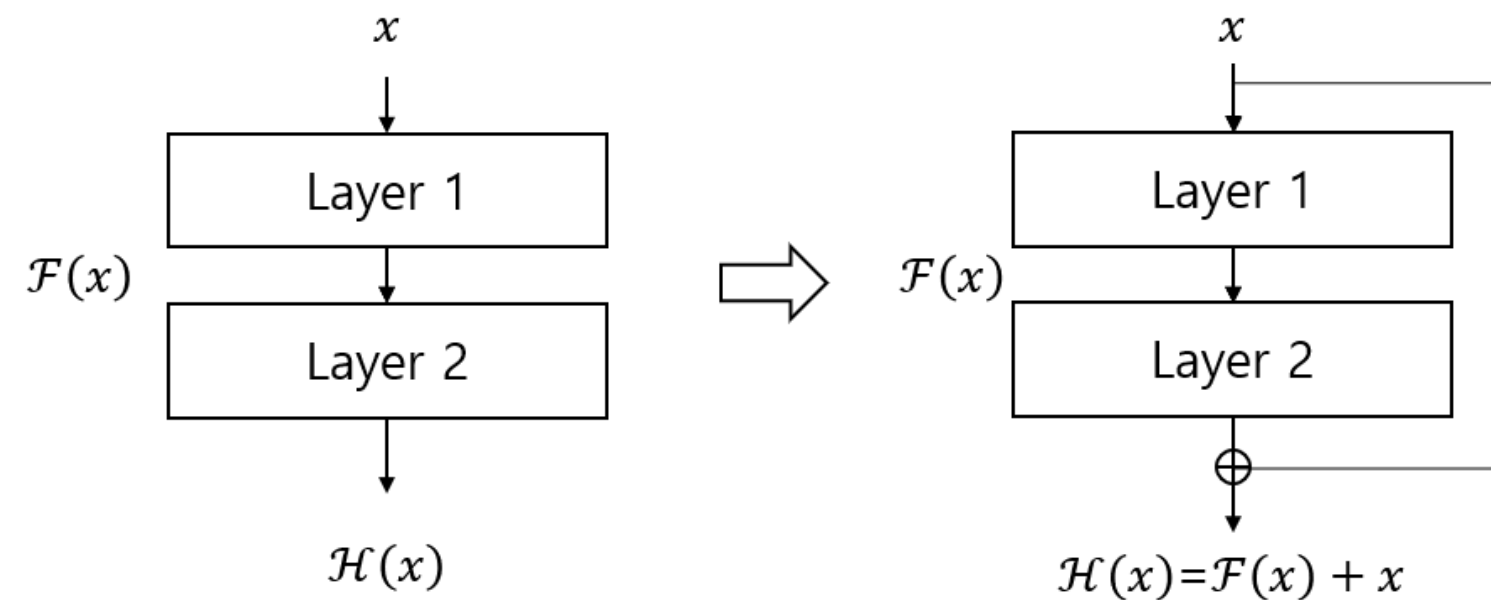 x
Layer 1
ℱ(x)
Layer 2
ℋ(x)
x
Layer 1
ℱ(x)
Layer 2
ℋ(x)=ℱ(x) + x